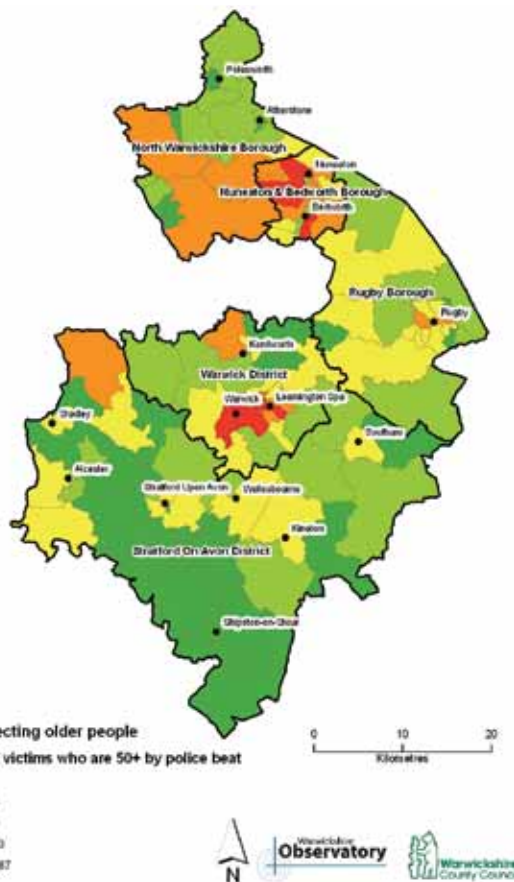 Polesworth
Atherstone
North Warwickshire Borough
Nuneaton
Nuneaton & Bedworth Borough
Bedworth
Rugby Borough
Rugby
Kenilworth
Warwick District
Warwick
Leamington Spa
Studley
Southam
Alcester
Stratford Upon Avon
Wellesbourne
Kineton
Stratford On Avon District
Shipston-on-Stour
ecting older people
0 10 20
Kilometres
victims who are 50+ by police beat
87
N
Warwickshire
Observatory
Warwickshire
County Council